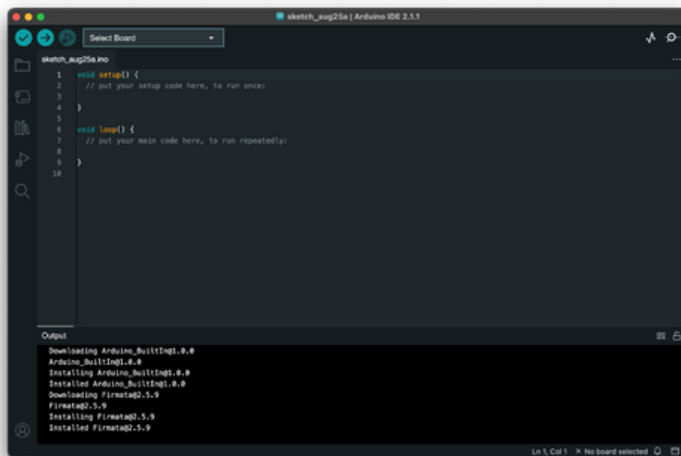 sketch_aug25a | Arduino IDE 2.1.1
Select Board
sketch_aug25a.ino
1 void setup() {
2 // put your setup code here, to run once:
3
4 }
5
6 void loop() {
7 // put your main code here, to run repeatedly:
8
9 }
10
Output
Downloading Arduino_BuiltIn@1.0.0
Arduino_BuiltIn@1.0.0
Installing Arduino_BuiltIn@1.0.0
Installed Arduino_BuiltIn@1.0.0
Downloading Firmata@2.5.9
Firmata@2.5.9
Installing Firmata@2.5.9
Installed Firmata@2.5.9
Ln 1, Col 1 × No board selected